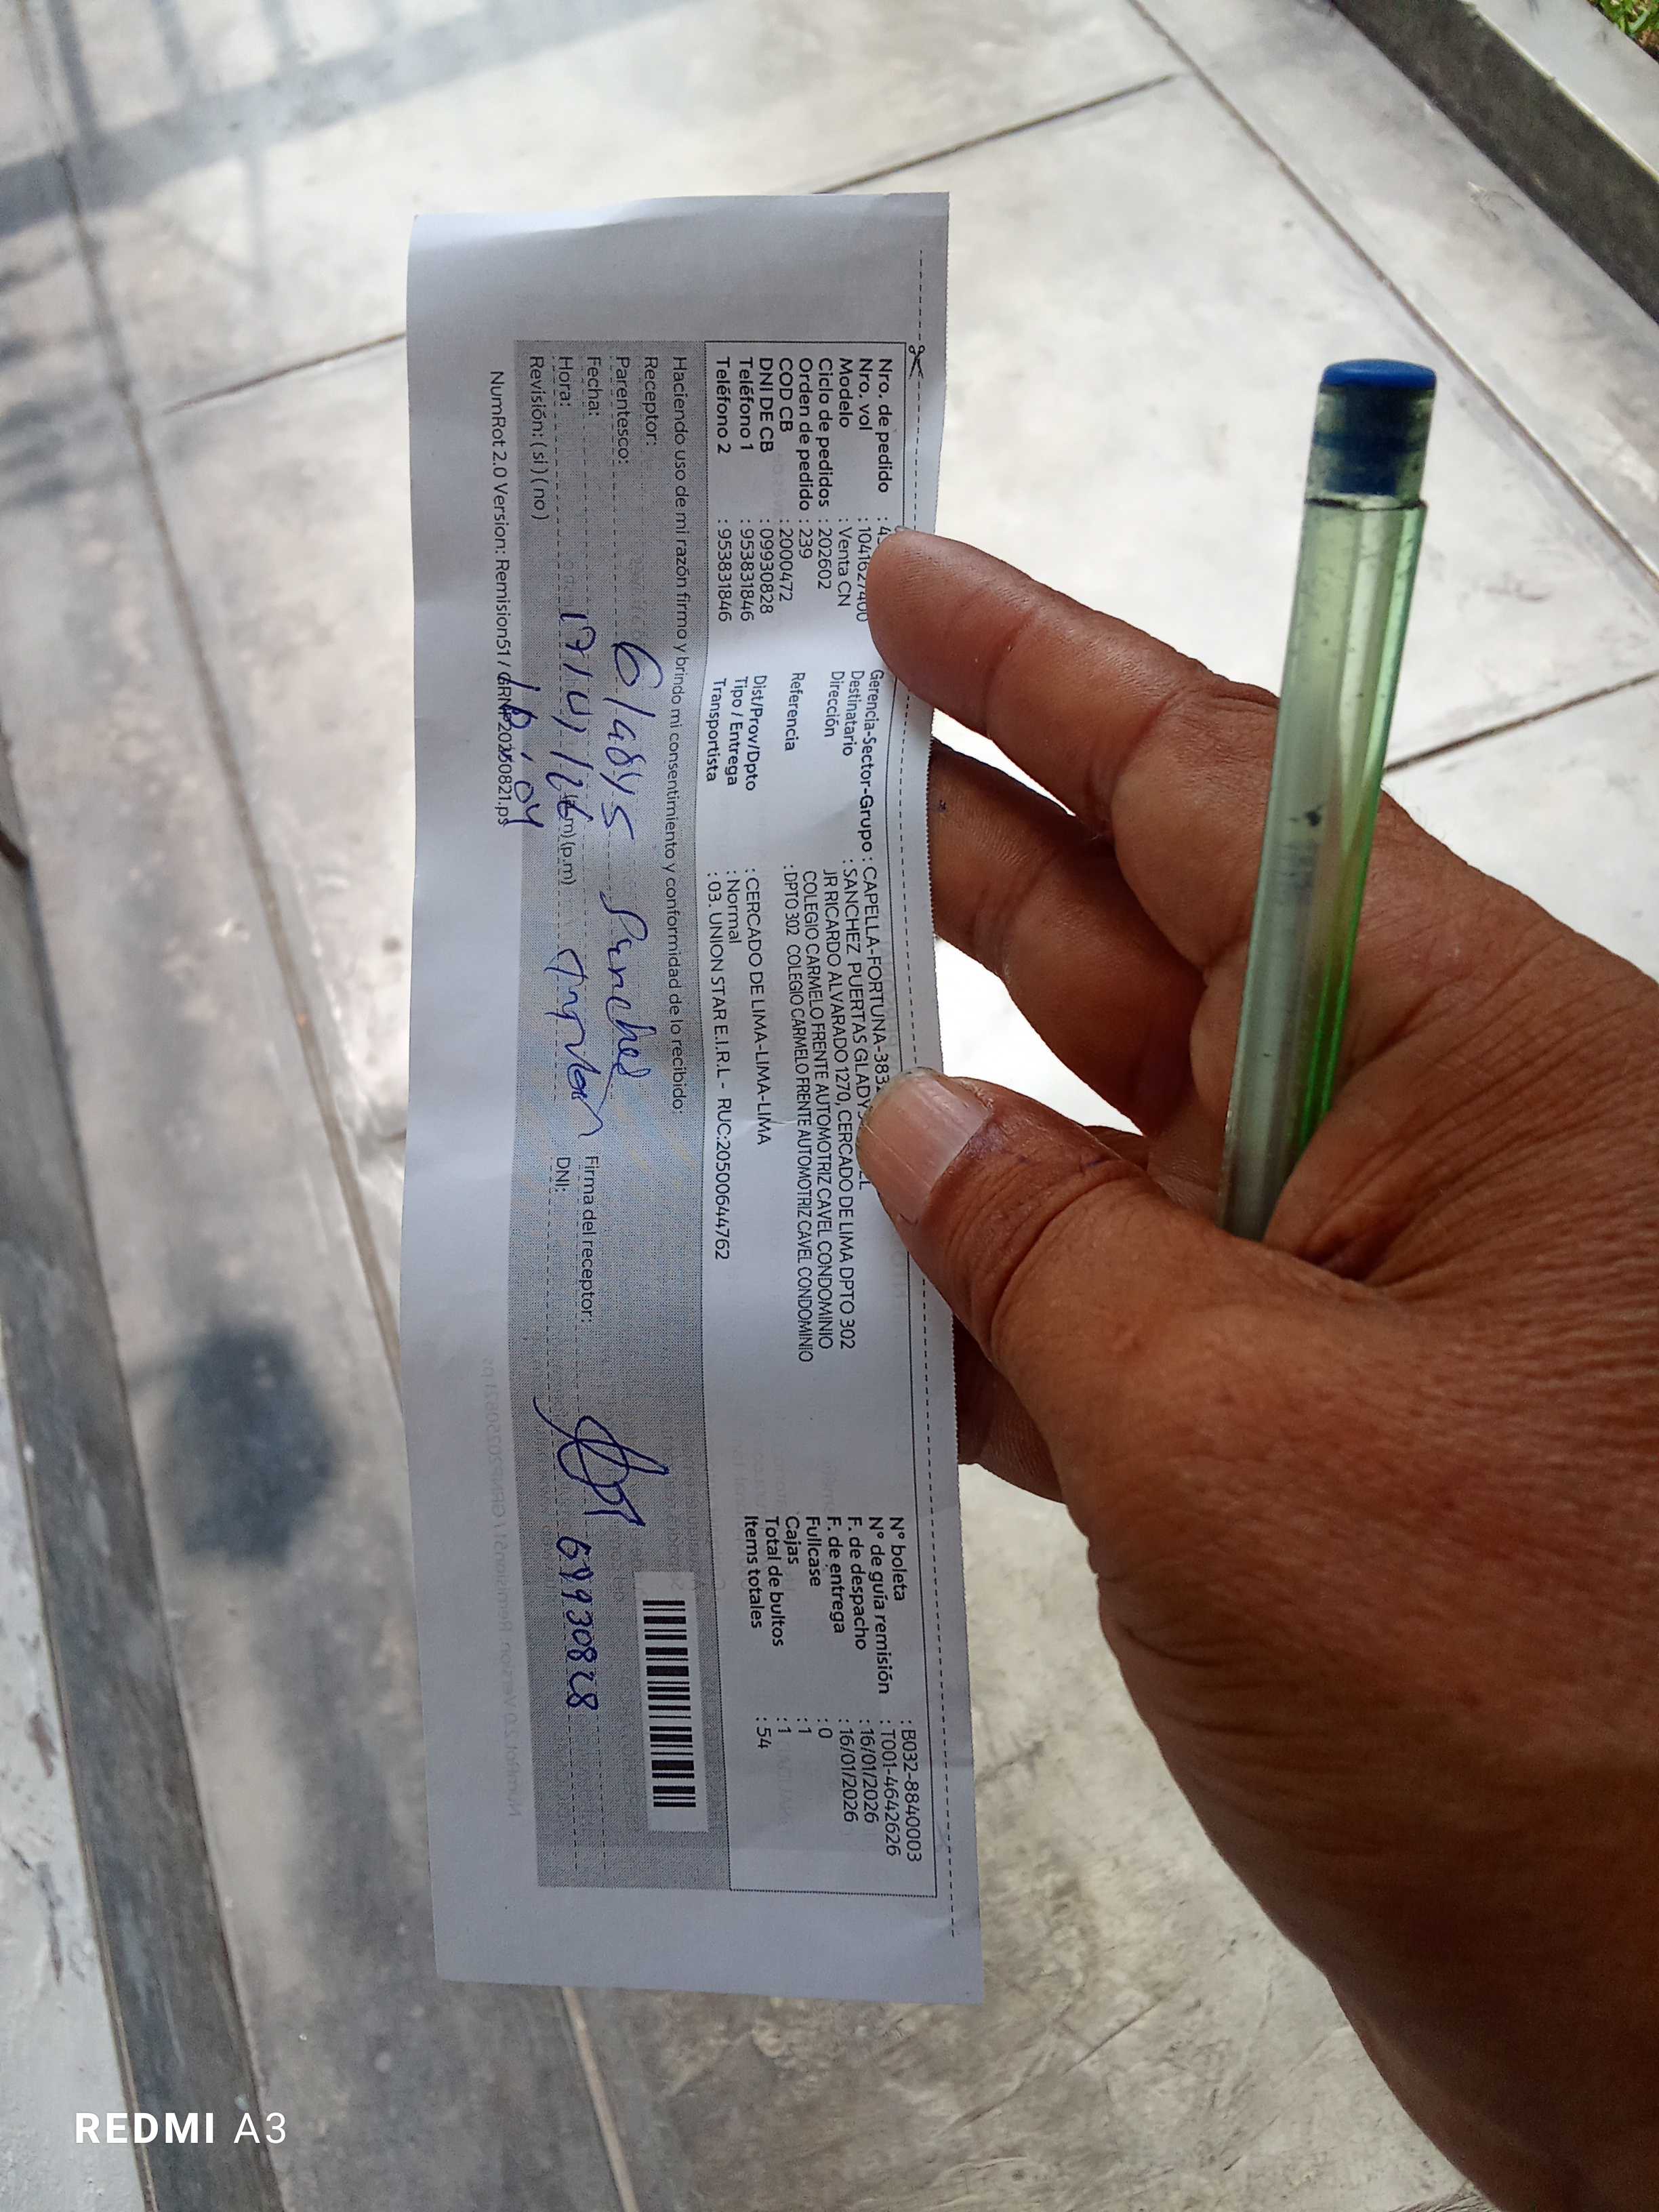 Nro. de pedido :
Nro. vol : 1041627400
Modelo : Venta CN
Ciclo de pedidos : 202602
Orden de pedido : 239
COD CB : 2000472
DNI DE CB : 09930828
Teléfono 1 : 953831846
Teléfono 2 : 953831846
Gerencia-Sector-Grupo : CAPELLA-FORTUNA-383
Destinatario : SANCHEZ PUERTAS GLADYS
Dirección JR RICARDO ALVARADO 1270, CERCADO DE LIMA DPTO 302
COLEGIO CARMELO FRENTE AUTOMOTRIZ CAVEL CONDOMINIO
Referencia : DPTO 302 COLEGIO CARMELO FRENTE AUTOMOTRIZ CAVEL CONDOMINIO
Dist/Prov/Dpto : CERCADO DE LIMA-LIMA-LIMA
Tipo / Entrega : Normal
Transportista : 03. UNION STAR E.I.R.L - RUC:20500644762
N° boleta : B032-8840003
N° de guía remisión : T001-4642626
F. de despacho : 16/01/2026
F. de entrega : 16/01/2026
Fullcase : 0
Cajas : 1
Total de bultos : 1
Items totales : 54
Haciendo uso de mi razón firmo y brindo mi consentimiento y conformidad de lo recibido:
Receptor: Gladys Sanchez
Parentesco:
Fecha: 17/01/26
Hora: (p.m)
Revisión: ( si ) ( no )
Firma del receptor:
DNI: 09930828
NumRot 2.0 Version: Remision51 / GRNP20250821.ps
REDMI A3